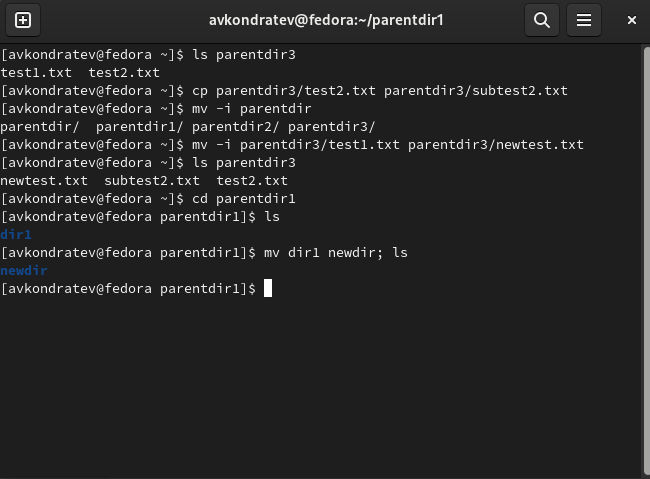 avkondratev@fedora:~/parentdir1
[avkondratev@fedora ~]$ ls parentdir3
test1.txt  test2.txt
[avkondratev@fedora ~]$ cp parentdir3/test2.txt parentdir3/subtest2.txt
[avkondratev@fedora ~]$ mv -i parentdir
parentdir/  parentdir1/ parentdir2/ parentdir3/
[avkondratev@fedora ~]$ mv -i parentdir3/test1.txt parentdir3/newtest.txt
[avkondratev@fedora ~]$ ls parentdir3
newtest.txt  subtest2.txt  test2.txt
[avkondratev@fedora ~]$ cd parentdir1
[avkondratev@fedora parentdir1]$ ls
dir1
[avkondratev@fedora parentdir1]$ mv dir1 newdir; ls
newdir
[avkondratev@fedora parentdir1]$